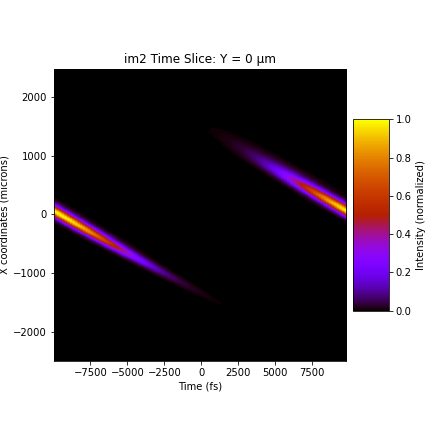 im2 Time Slice: Y = 0 μm
2000
1000
0
−1000
−2000
X coordinates (microns)
−7500 −5000 −2500 0 2500 5000 7500
Time (fs)
1.0
0.8
0.6
0.4
0.2
0.0
Intensity (normalized)